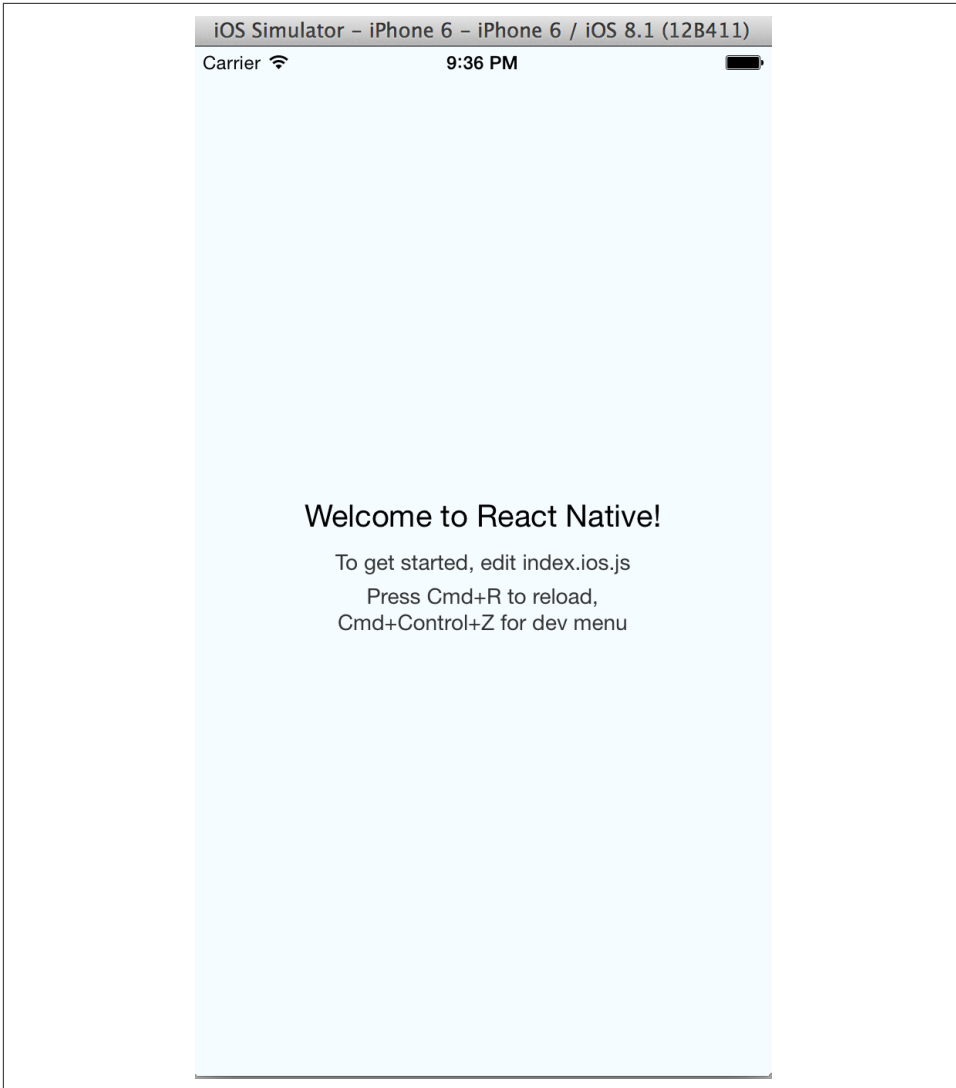 iOS Simulator – iPhone 6 – iPhone 6 / iOS 8.1 (12B411)
Carrier 9:36 PM
Welcome to React Native!
To get started, edit index.ios.js
Press Cmd+R to reload,
Cmd+Control+Z for dev menu